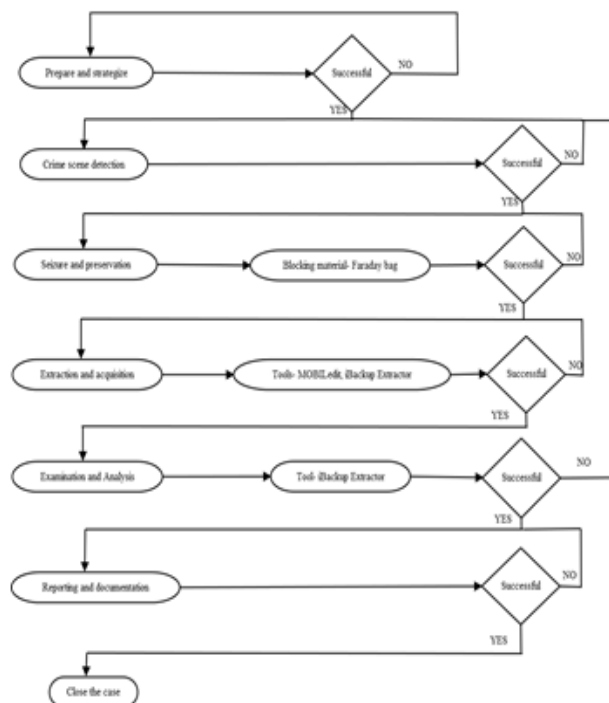 NO
Prepare and strategize
Successful
YES
Crime scene detection
Successful
NO
YES
Seizure and preservation
Blocking material- Faraday bag
Successful
NO
YES
Extraction and acquisition
Tools- MOBILedit, iBackup Extractor
Successful
NO
YES
Examination and Analysis
Tool- iBackup Extractor
Successful
NO
YES
Reporting and documentation
Successful
NO
YES
Close the case